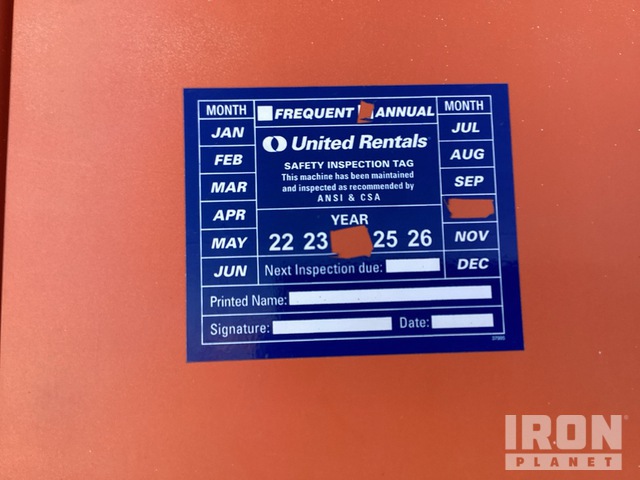 MONTH
JAN
FEB
MAR
APR
MAY
JUN
FREQUENT ANNUAL
United Rentals
SAFETY INSPECTION TAG
This machine has been maintained
and inspected as recommended by
ANSI & CSA
YEAR
22 23 25 26
Next Inspection due:
MONTH
JUL
AUG
SEP
NOV
DEC
Printed Name:
Signature: Date:
IRON
PLANET